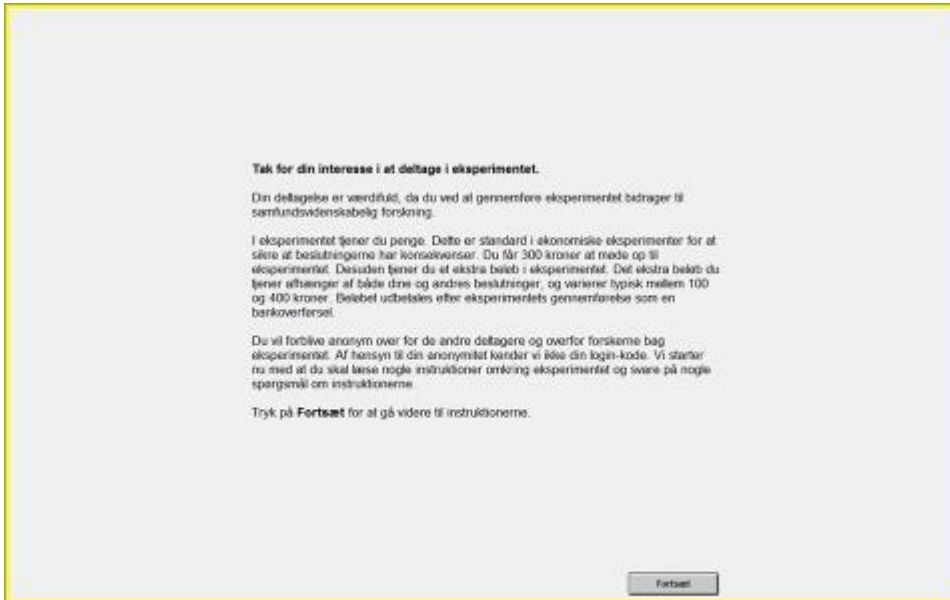 Tak for din interesse i at deltage i eksperimentet.
Din deltagelse er værdifuld, da du ved at gennemføre eksperimentet bidrager til
samfundsvidenskabelig forskning.
I eksperimentet tjener du penge. Dette er standard i økonomiske eksperimenter for at
sikre at beslutningerne har konsekvenser. Du får 300 kroner at møde op til
eksperimentet. Desuden tjener du et ekstra beløb i eksperimentet. Det ekstra beløb du
tjener afhænger af både dine og andres beslutninger, og varierer typisk mellem 100
og 400 kroner. Beløbet udbetales efter eksperimentets gennemførelse som en
bankoverførsel.
Du vil forblive anonym over for de andre deltagere og overfor forskerne bag
eksperimentet. Af hensyn til din anonymitet kender vi ikke din login-kode. Vi starter
nu med at du skal læse nogle instruktioner omkring eksperimentet og svare på nogle
spørgsmål om instruktionerne.
Tryk på Fortsæt for at gå videre til instruktionerne.
Fortsæt